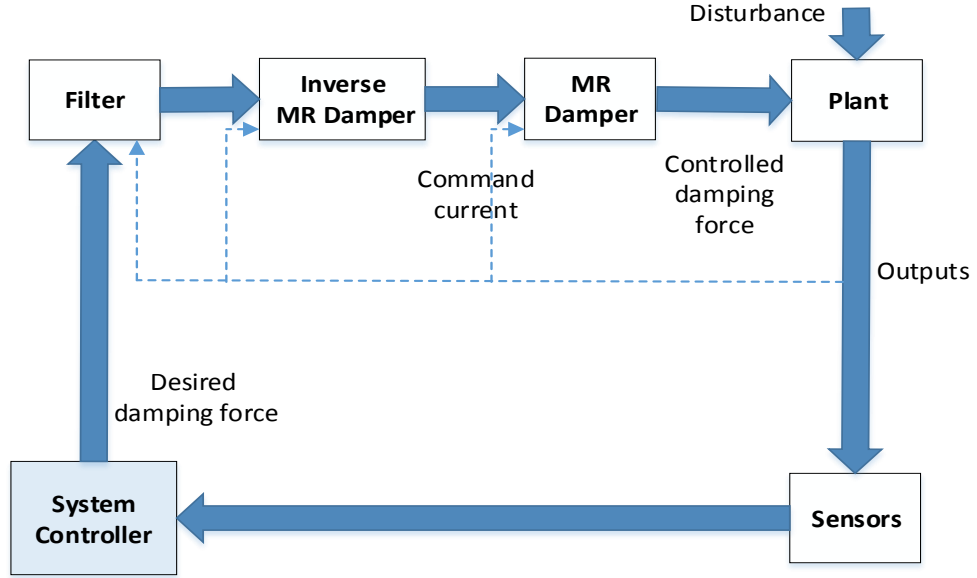 Disturbance
Filter
Inverse
MR Damper
MR
Damper
Plant
Command
current
Controlled
damping
force
Outputs
Desired
damping force
System
Controller
Sensors